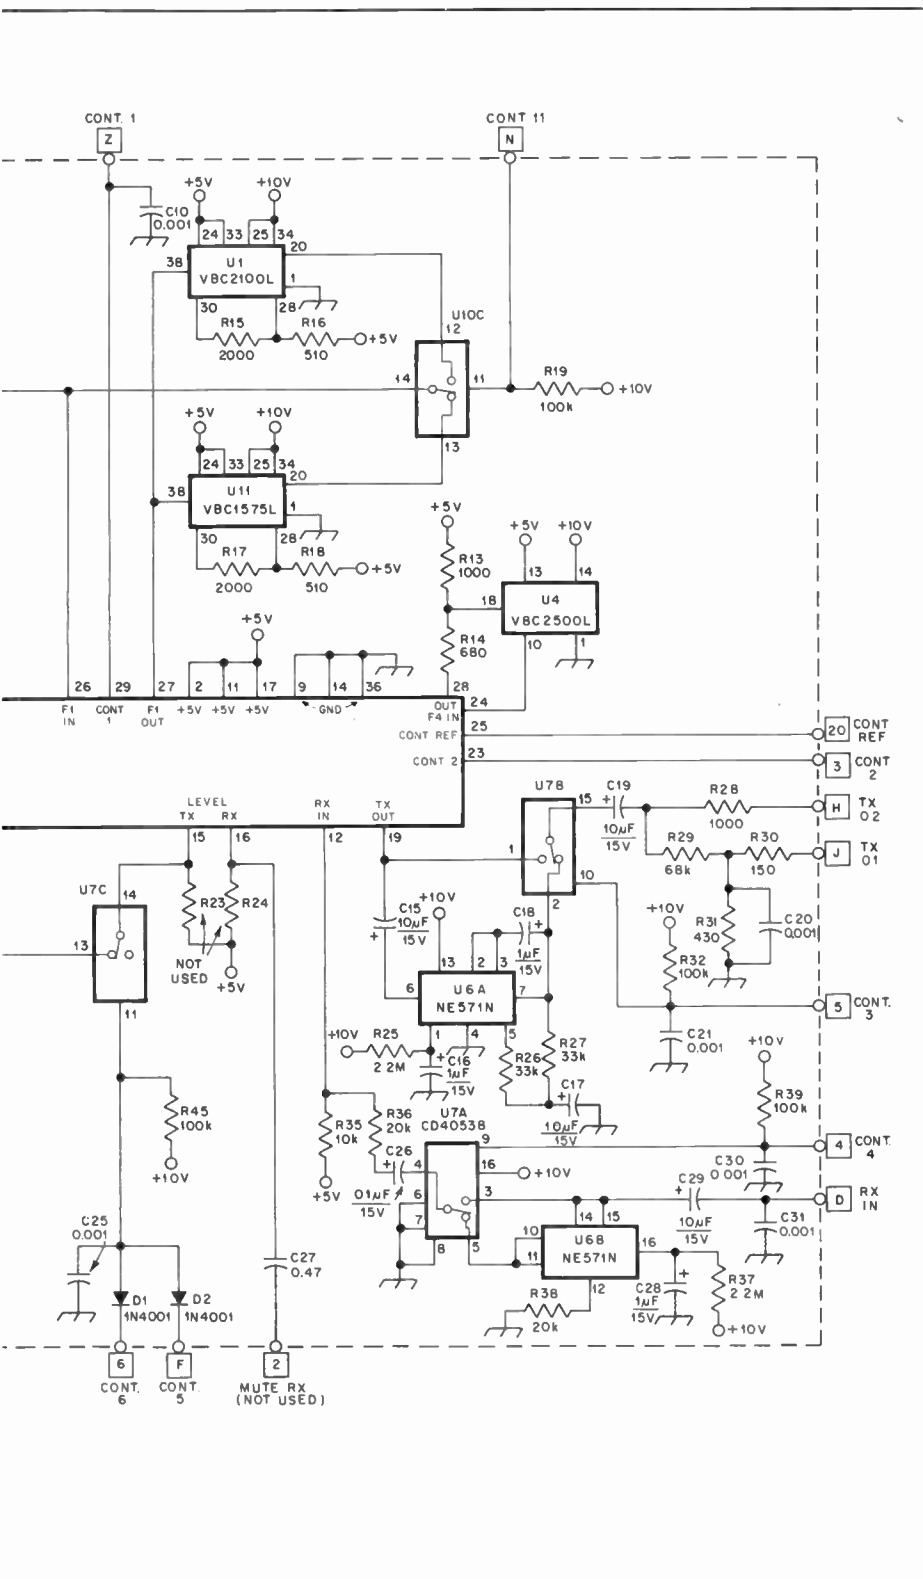 CONT. 1
Z
CONT 11
N
+5V
+10V
C10
0.001
24 33 25 34
20
38
U1
VBC2100L
1
30
28
R15
2000
R16
510
+5V
U10C
12
14
11
13
R19
100k
+10V
+5V
+10V
24 33 25 34
20
38
U11
VBC1575L
1
30
28
R17
2000
R18
510
+5V
+5V
R13
1000
+5V
+10V
13
14
18
U4
VBC2500L
10
1
R14
680
+5V
26
29
27
2
11
17
9
14
36
28
F1
IN
CONT
1
F1
OUT
+5V
+5V
+5V
GND
OUT
F4 IN
24
CONT REF
25
CONT 2
23
20
CONT
REF
3
CONT
2
LEVEL
TX
RX
RX
IN
TX
OUT
15
16
12
19
U7B
15
1
10
2
C19
+
10µF
15V
R28
1000
H
TX
02
R29
68k
R30
150
J
TX
01
U7C
14
13
11
R23
R24
NOT
USED
+5V
C15
10µF
15V
+
+10V
13
2
3
C18
+
1µF
15V
6
U6A
NE571N
7
1
4
5
+10V
R32
100k
R31
430
C20
0.001
5
CONT.
3
C21
0.001
+10V
R25
2.2M
+
C16
1µF
15V
R26
33k
R27
33k
+
C17
10µF
15V
+10V
R39
100k
R45
100k
+10V
R35
10k
+5V
R36
20k
C26
+
01µF
15V
U7A
CD4053B
9
4
16
+10V
6
3
7
8
5
4
CONT.
4
C30
0.001
C29
+
10µF
15V
D
RX
IN
C31
0.001
14
15
10
11
U6B
NE571N
16
12
R38
20k
C28
1µF
15V
+
R37
2.2M
+10V
C25
0.001
D1
1N4001
D2
1N4001
C27
0.47
6
CONT.
6
F
CONT.
5
2
MUTE RX
(NOT USED)